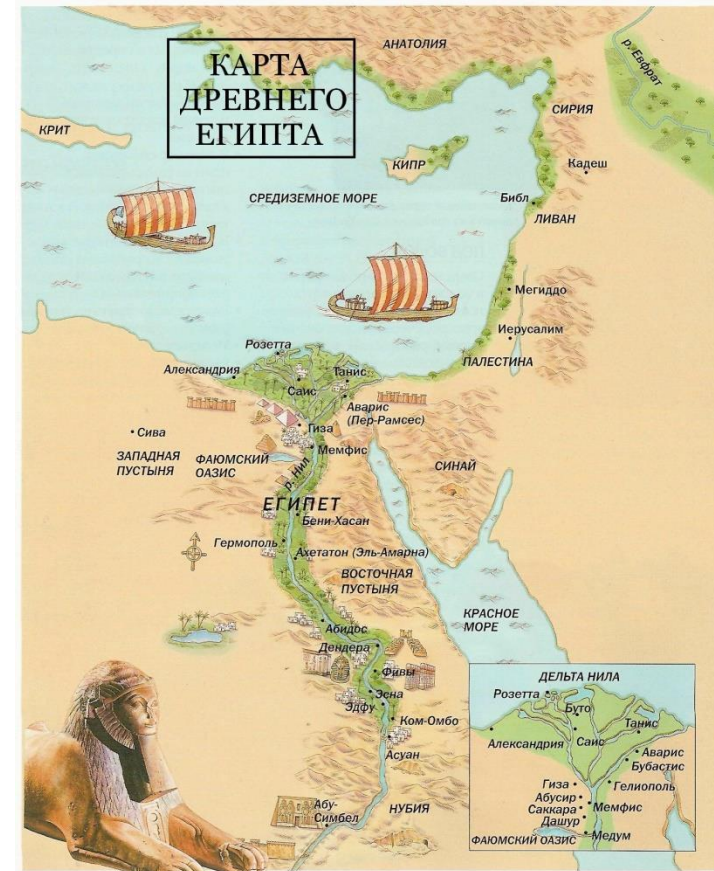 КАРТА
ДРЕВНЕГО
ЕГИПТА
АНАТОЛИЯ
р. Евфрат
СИРИЯ
КРИТ
КИПР
Кадеш
СРЕДИЗЕМНОЕ МОРЕ
Библ
ЛИВАН
Мегиддо
Иерусалим
Розетта
ПАЛЕСТИНА
Александрия
Танис
Саис
Аварис
(Пер-Рамсес)
Гиза
Сива
Мемфис
ЗАПАДНАЯ
ПУСТЫНЯ
ФАЮМСКИЙ
ОАЗИС
СИНАЙ
р. Нил
ЕГИПЕТ
Бени-Хасан
Гермополь
Ахетатон (Эль-Амарна)
ВОСТОЧНАЯ
ПУСТЫНЯ
КРАСНОЕ
МОРЕ
Абидос
Дендера
Фивы
Эсна
Эдфу
Ком-Омбо
Асуан
Абу-
Симбел
НУБИЯ
ДЕЛЬТА НИЛА
Розетта
Буто
Танис
Александрия
Саис
Аварис
Бубастис
Гиза
Гелиополь
Абусир
Саккара
Мемфис
Дашур
ФАЮМСКИЙ ОАЗИС
Медум